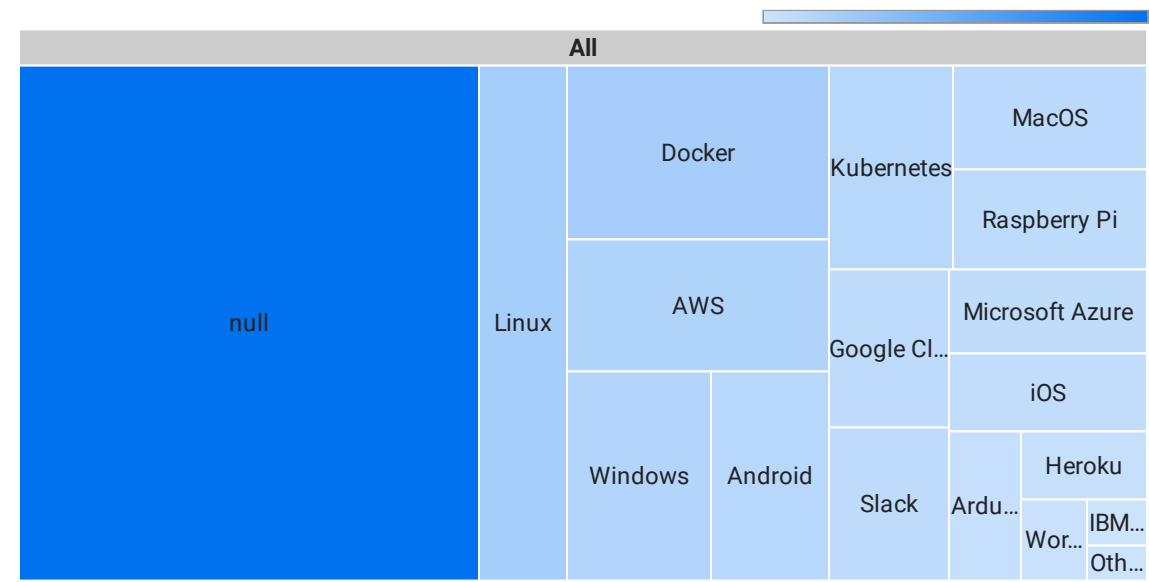 All
null
Linux
Docker
AWS
Windows
Android
Kubernetes
MacOS
Raspberry Pi
Google Cl...
Microsoft Azure
iOS
Slack
Ardu...
Heroku
Wor...
IBM...
Oth...